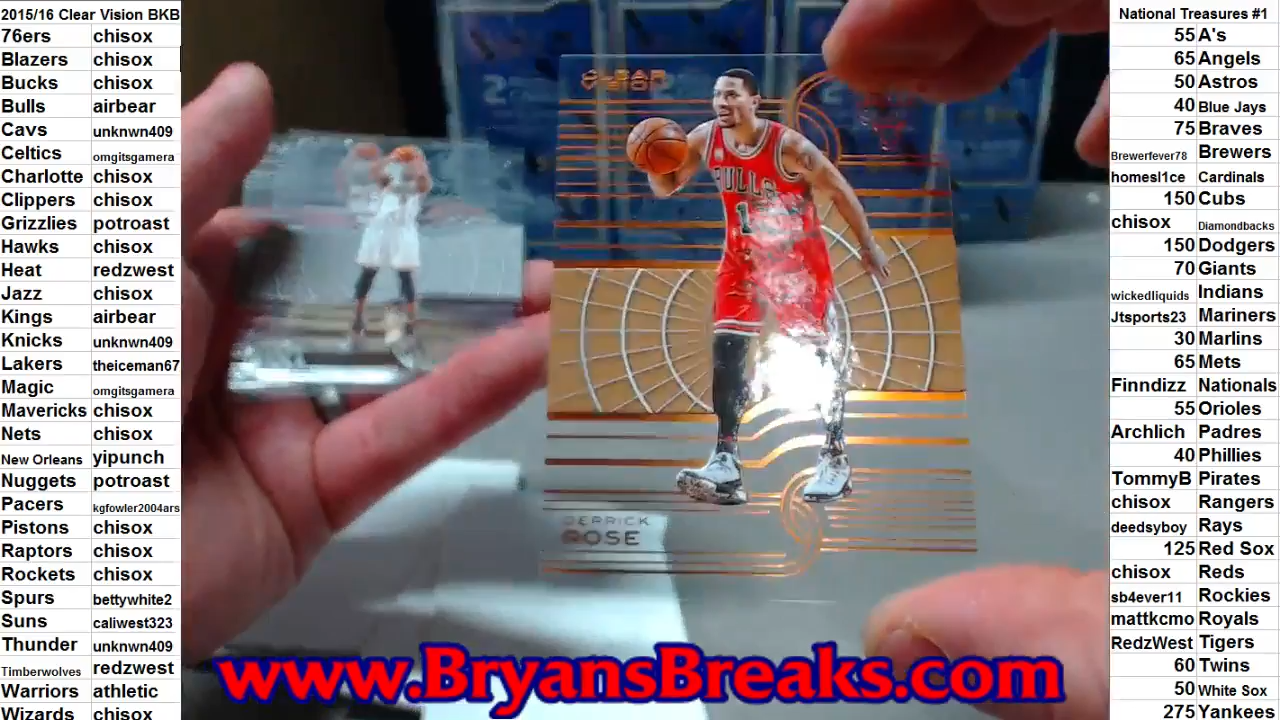 2015/16 Clear Vision BKB
76ers chisox
Blazers chisox
Bucks chisox
Bulls airbear
Cavs unknwn409
Celtics omgitsgamera
Charlotte chisox
Clippers chisox
Grizzlies potroast
Hawks chisox
Heat redzwest
Jazz chisox
Kings airbear
Knicks unknwn409
Lakers theiceman67
Magic omgitsgamera
Mavericks chisox
Nets chisox
New Orleans yipunch
Nuggets potroast
Pacers kgfowler2004ars
Pistons chisox
Raptors chisox
Rockets chisox
Spurs bettywhite2
Suns caliwest323
Thunder unknwn409
Timberwolves redzwest
Warriors athletic
Wizards chisox
CLEAR
VISION
BULLS
1
DERRICK
ROSE
www.BryansBreaks.com
National Treasures #1
55 A's
65 Angels
50 Astros
40 Blue Jays
75 Braves
Brewerfever78 Brewers
homesl1ce Cardinals
150 Cubs
chisox Diamondbacks
150 Dodgers
70 Giants
wickedliquids Indians
Jtsports23 Mariners
30 Marlins
65 Mets
Finndizz Nationals
55 Orioles
Archlich Padres
40 Phillies
TommyB Pirates
chisox Rangers
deedsyboy Rays
125 Red Sox
chisox Reds
sb4ever11 Rockies
mattkcmo Royals
RedzWest Tigers
60 Twins
50 White Sox
275 Yankees